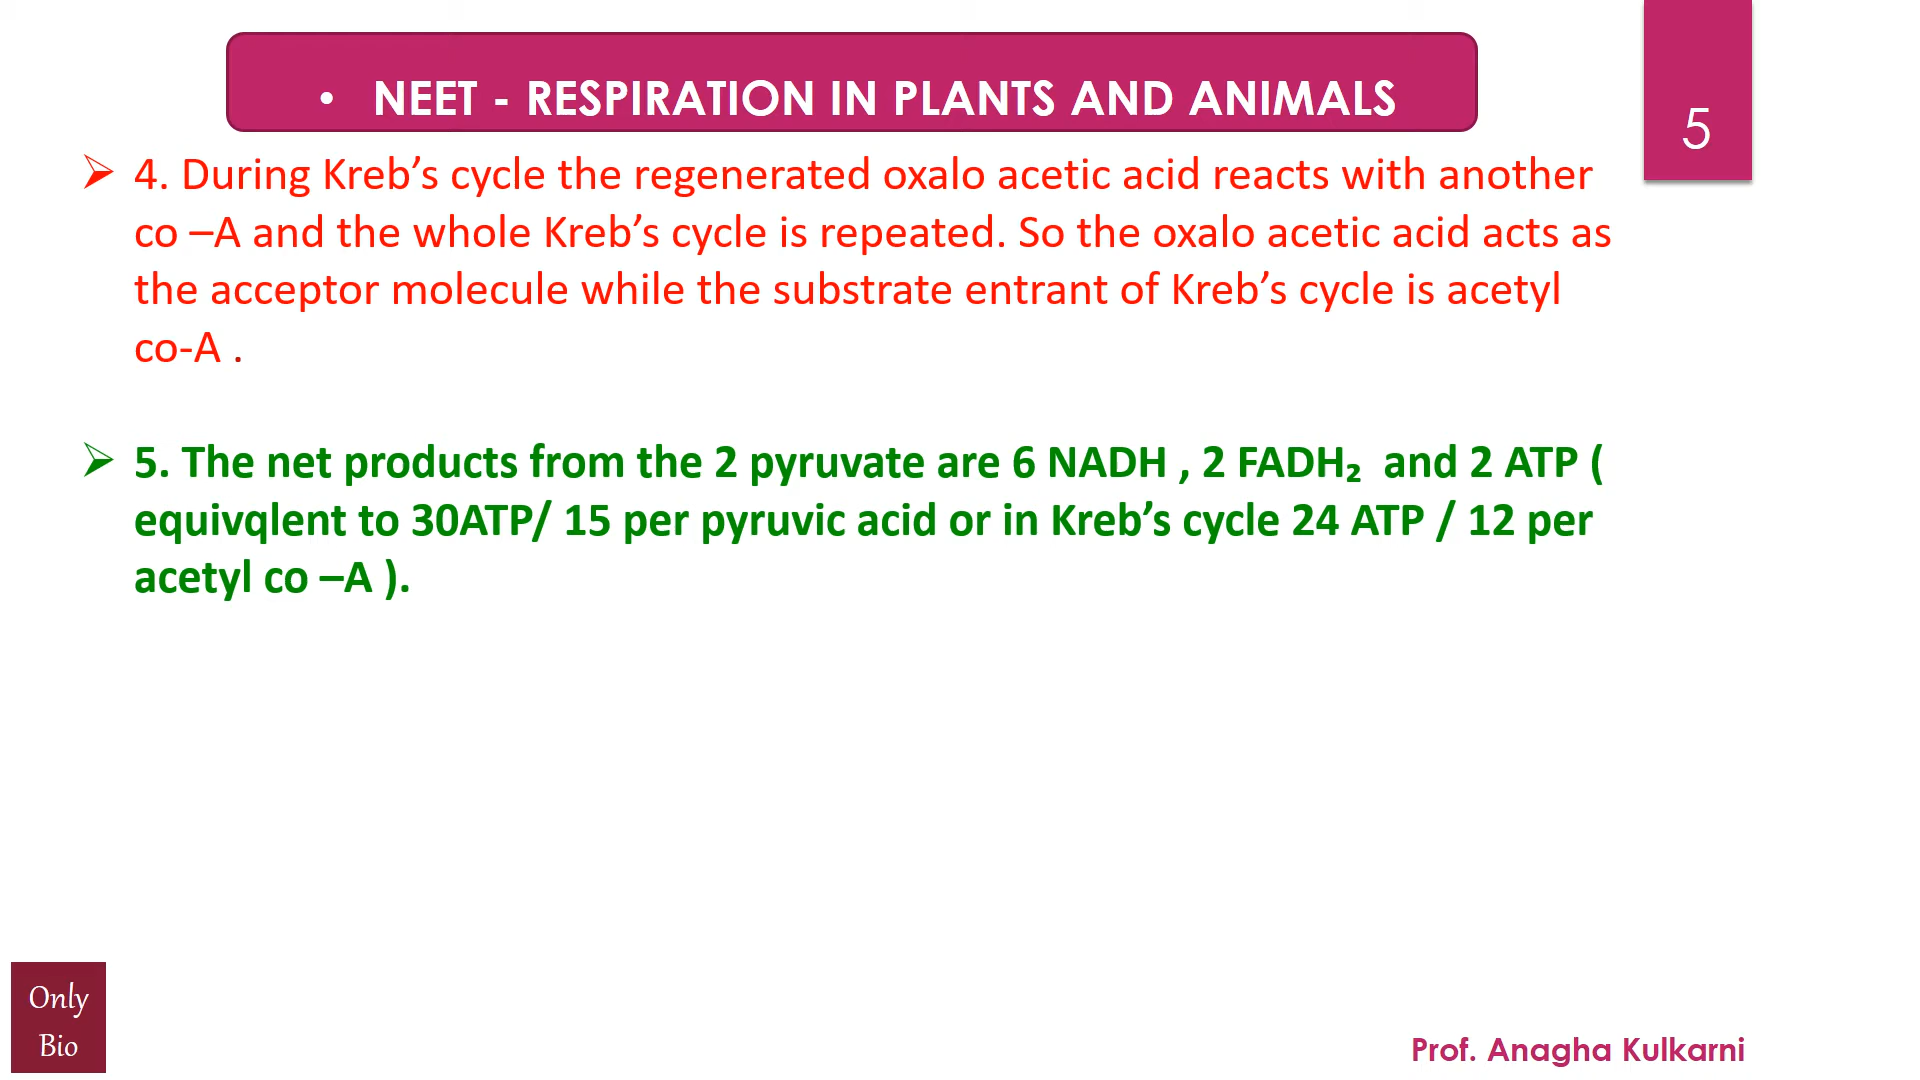 • NEET - RESPIRATION IN PLANTS AND ANIMALS
5
➢ 4. During Kreb’s cycle the regenerated oxalo acetic acid reacts with another
co –A and the whole Kreb’s cycle is repeated. So the oxalo acetic acid acts as
the acceptor molecule while the substrate entrant of Kreb’s cycle is acetyl
co-A .
➢ 5. The net products from the 2 pyruvate are 6 NADH , 2 FADH₂ and 2 ATP (
equivqlent to 30ATP/ 15 per pyruvic acid or in Kreb’s cycle 24 ATP / 12 per
acetyl co –A ).
Only
Bio
Prof. Anagha Kulkarni